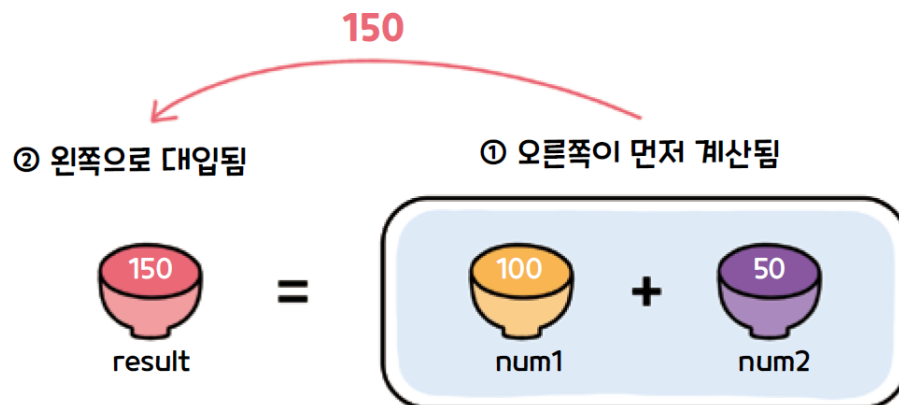 150
② 왼쪽으로 대입됨
① 오른쪽이 먼저 계산됨
150 = 100 + 50
result num1 num2